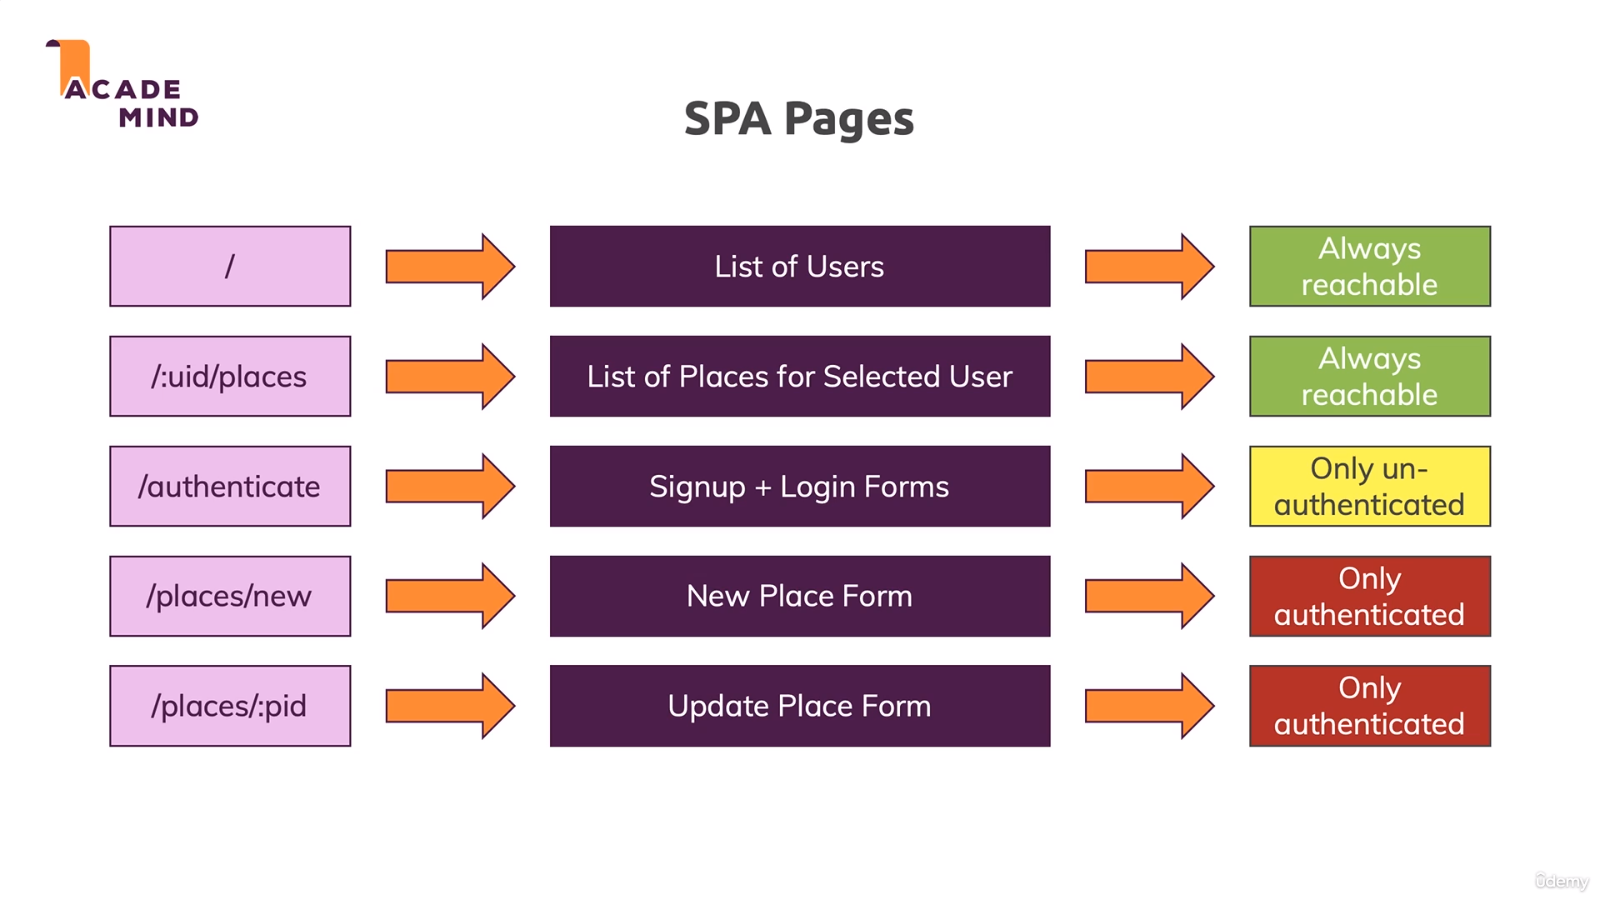 ACADE
MIND
SPA Pages
/
List of Users
Always
reachable
/:uid/places
List of Places for Selected User
Always
reachable
/authenticate
Signup + Login Forms
Only un-
authenticated
/places/new
New Place Form
Only
authenticated
/places/:pid
Update Place Form
Only
authenticated
ûdemy